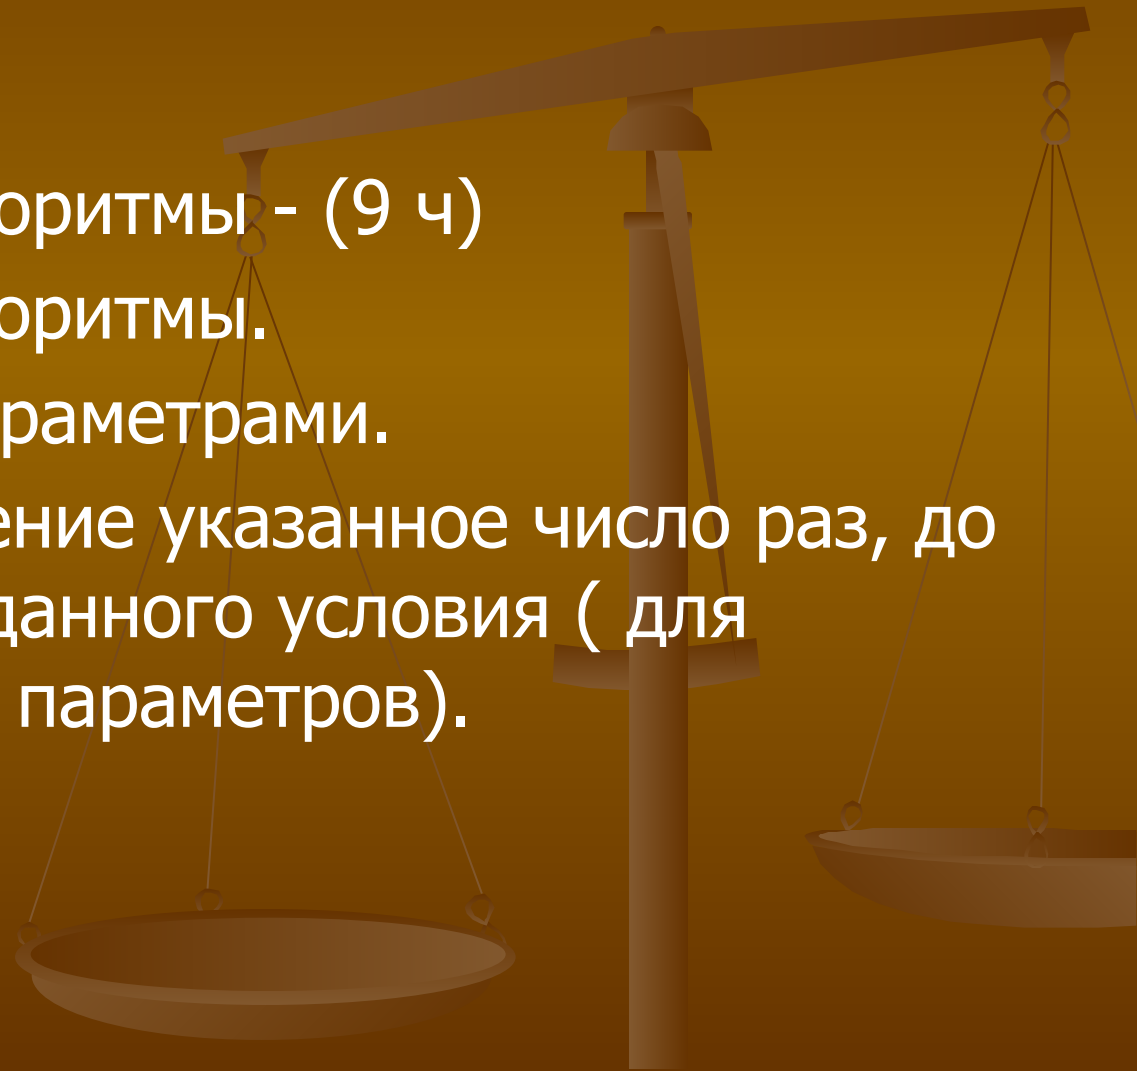 оритмы - (9 ч)
оритмы.
раметрами.
ение указанное число раз, до
данного условия ( для
параметров).